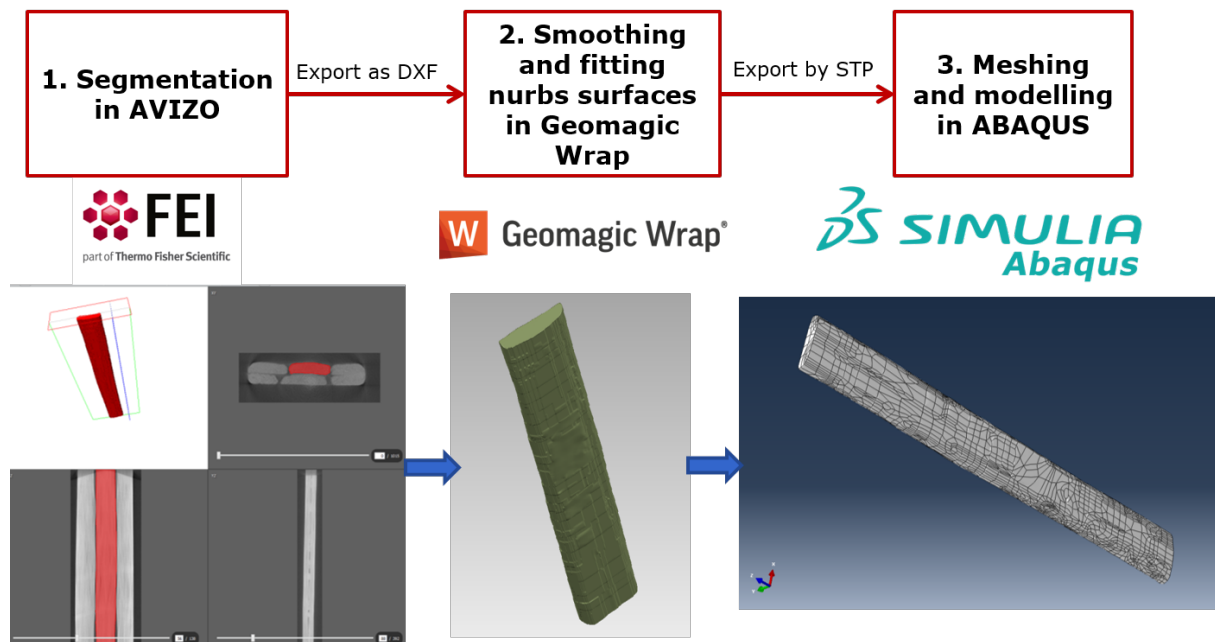 1. Segmentation
in AVIZO
Export as DXF
2. Smoothing
and fitting
nurbs surfaces
in Geomagic
Wrap
Export by STP
3. Meshing
and modelling
in ABAQUS
FEI
part of Thermo Fisher Scientific
W Geomagic Wrap®
DS SIMULIA
Abaqus